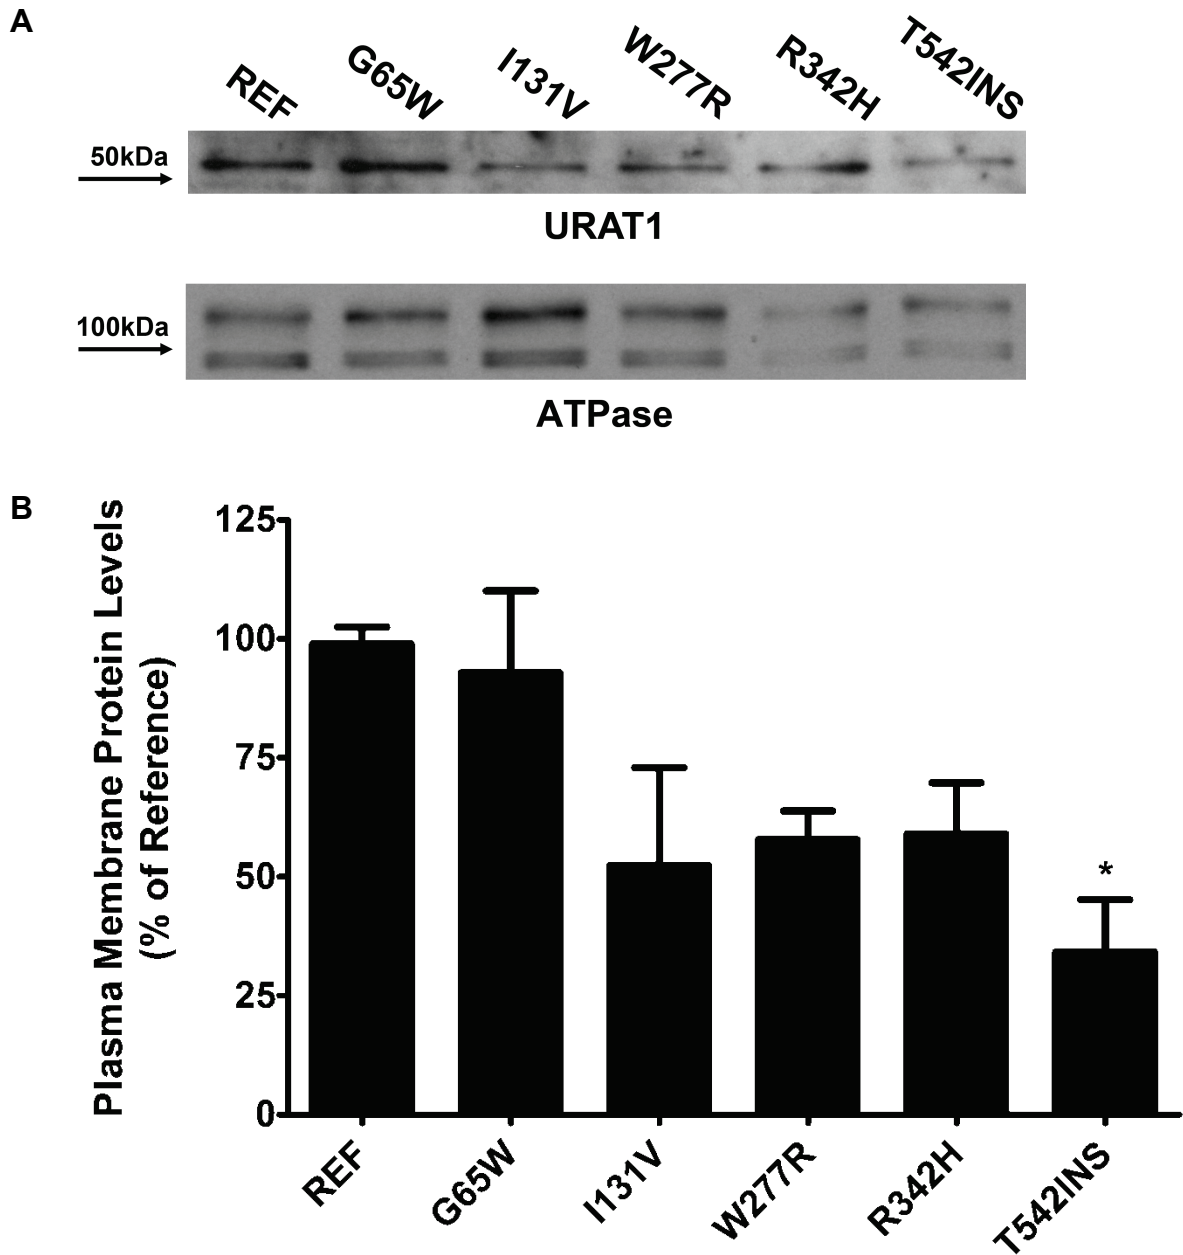 A
REF
G65W
I131V
W277R
R342H
T542INS
50kDa
URAT1
100kDa
ATPase
B
Plasma Membrane Protein Levels
(% of Reference)
125
100
75
50
25
0
*
REF
G65W
I131V
W277R
R342H
T542INS